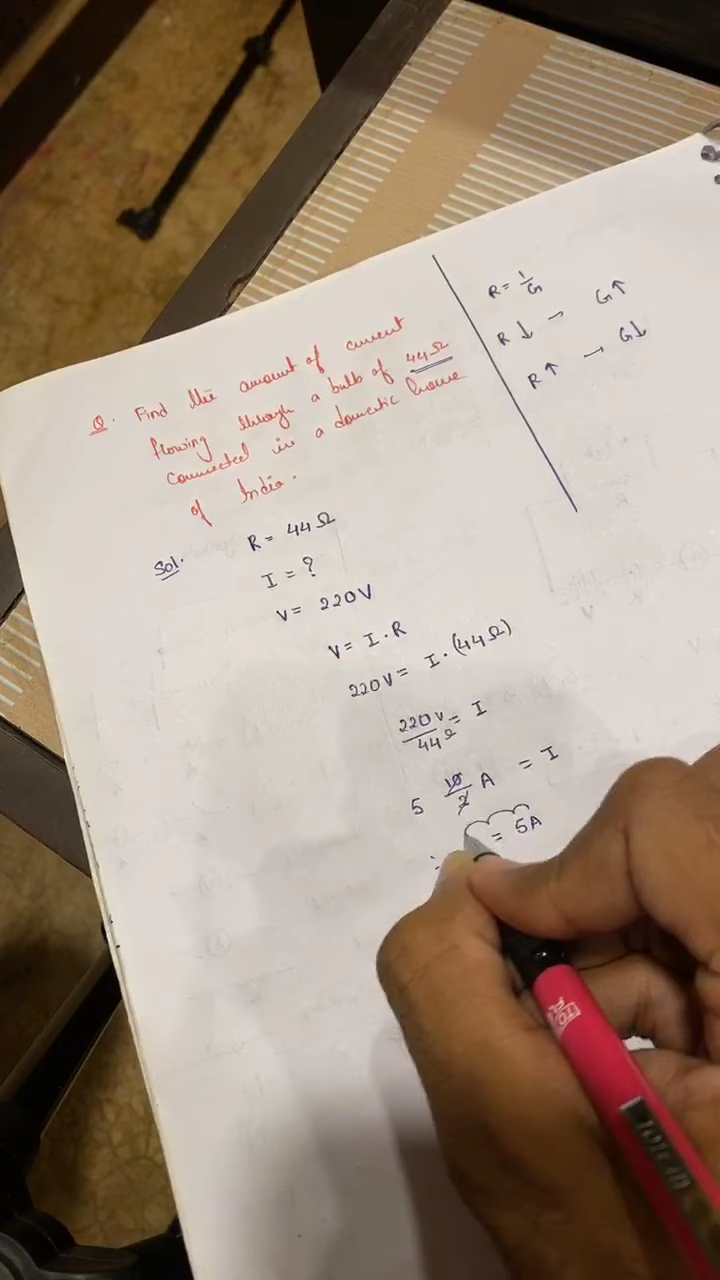 Q. Find the amount of current
flowing through a bulb of 44Ω
connected in a domestic home
of India.
Sol. R = 44Ω
I = ?
V = 220V
V = I.R
220V = I.(44Ω)
220V/44Ω = I
5 10/2 A = I
= 5A
R = 1/G
R↓ → G↑
R↑ → G↓